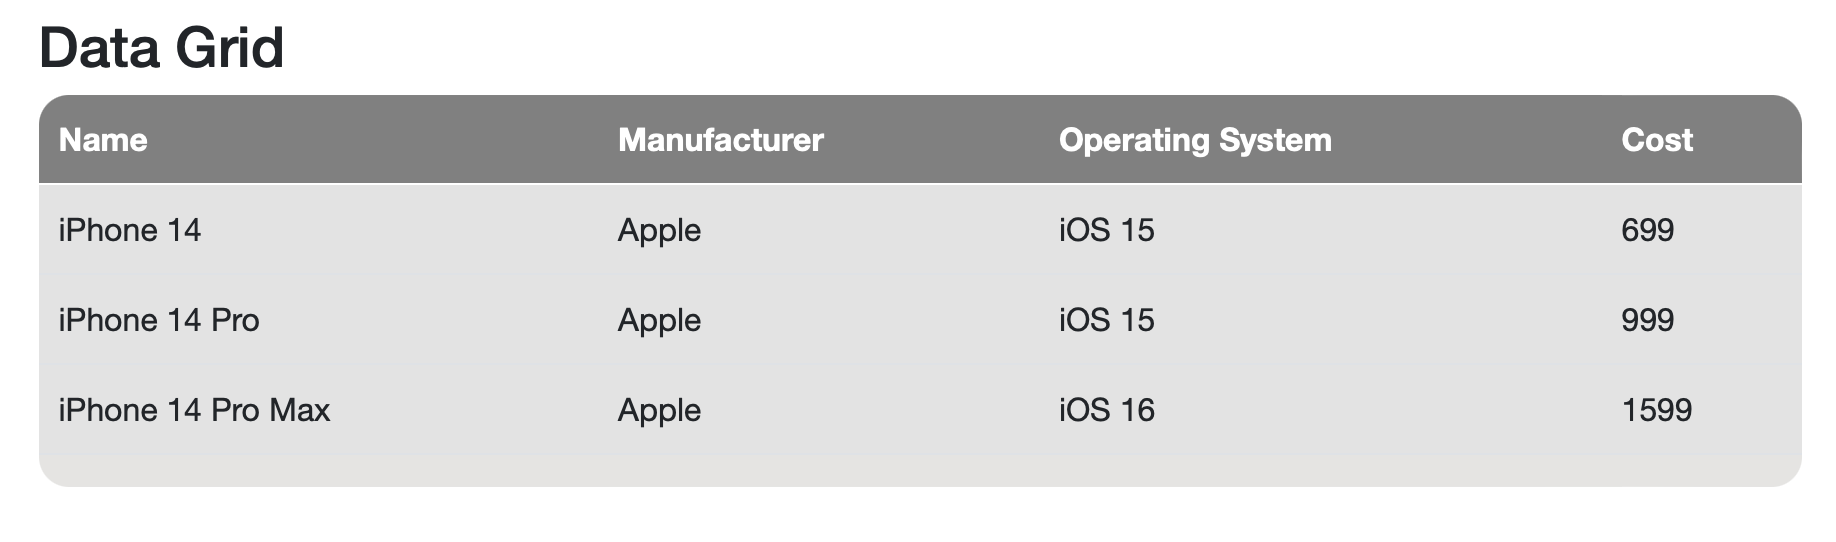 Data Grid
Name Manufacturer Operating System Cost
iPhone 14 Apple iOS 15 699
iPhone 14 Pro Apple iOS 15 999
iPhone 14 Pro Max Apple iOS 16 1599